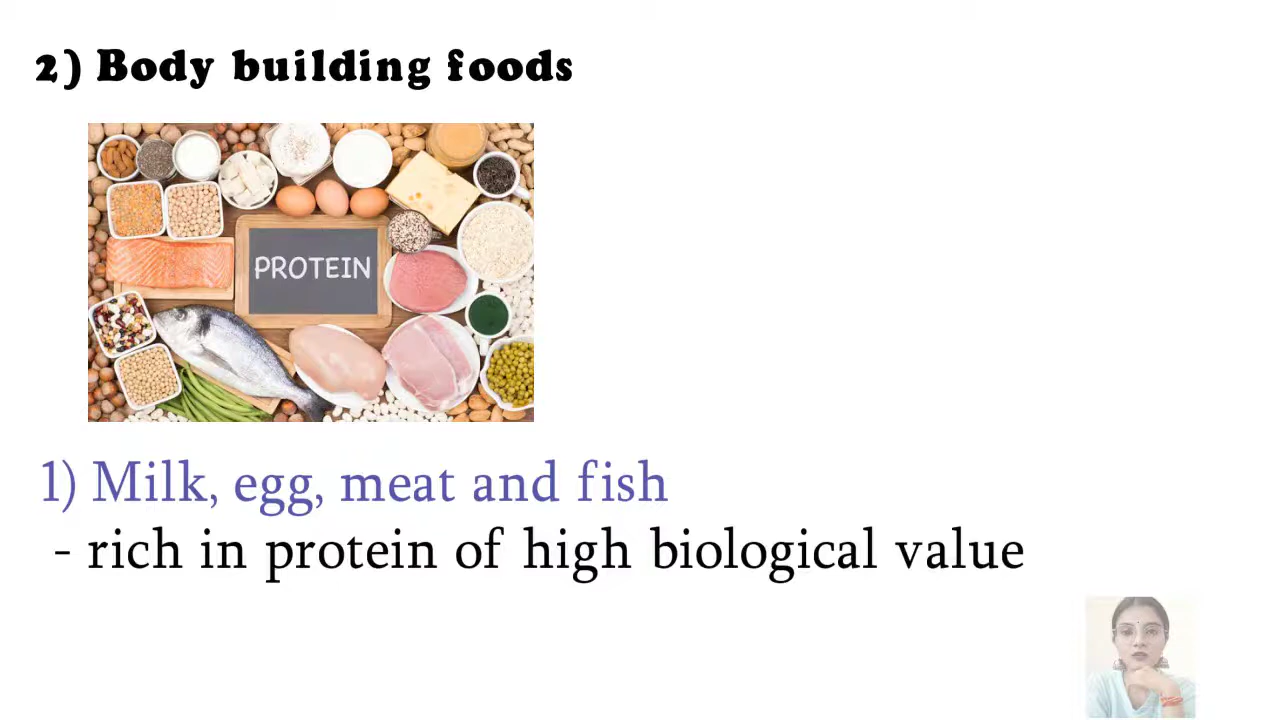 2) Body building foods
PROTEIN
1) Milk, egg, meat and fish
- rich in protein of high biological value